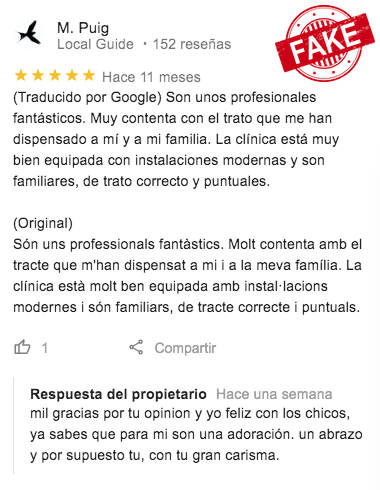 M. Puig
Local Guide · 152 reseñas
FAKE
Hace 11 meses
(Traducido por Google) Son unos profesionales
fantásticos. Muy contenta con el trato que me han
dispensado a mí y a mi familia. La clínica está muy
bien equipada con instalaciones modernas y son
familiares, de trato correcto y puntuales.
(Original)
Són uns professionals fantàstics. Molt contenta amb el
tracte que m'han dispensat a mi i a la meva família. La
clínica està molt ben equipada amb instal·lacions
modernes i són familiars, de tracte correcte i puntuals.
1
Compartir
Respuesta del propietario Hace una semana
mil gracias por tu opinion y yo feliz con los chicos,
ya sabes que para mi son una adoración. un abrazo
y por supuesto tu, con tu gran carisma.